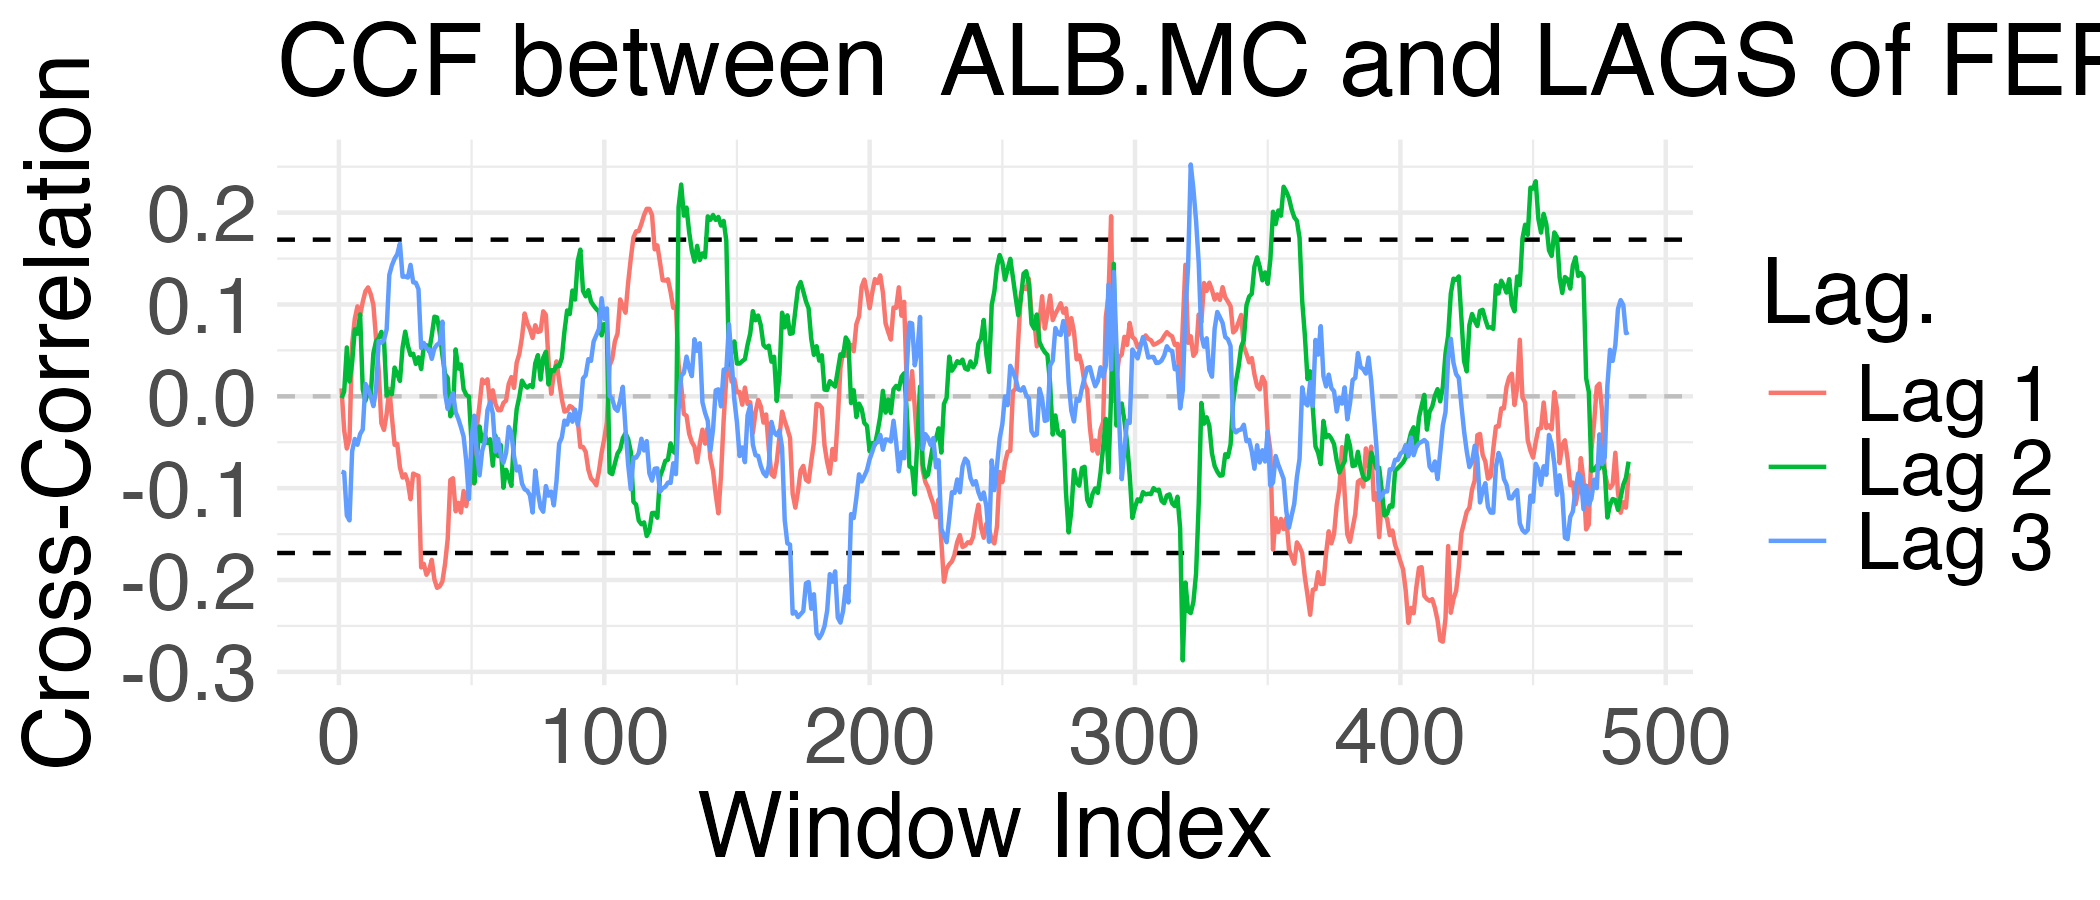 CCF between  ALB.MC and LAGS of FER
Cross-Correlation
0.2
0.1
0.0
-0.1
-0.2
-0.3
0 100 200 300 400 500
Window Index
Lag.
Lag 1
Lag 2
Lag 3